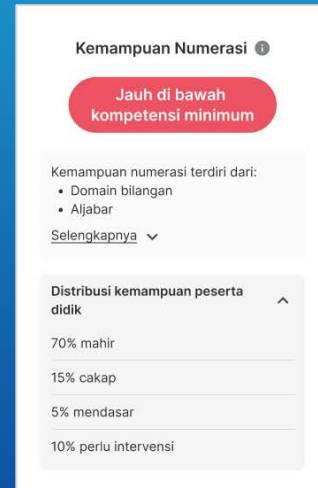 Kemampuan Numerasi
Jauh di bawah
kompetensi minimum
Kemampuan numerasi terdiri dari:
• Domain bilangan
• Aljabar
Selengkapnya
Distribusi kemampuan peserta
didik
70% mahir
15% cakap
5% mendasar
10% perlu intervensi